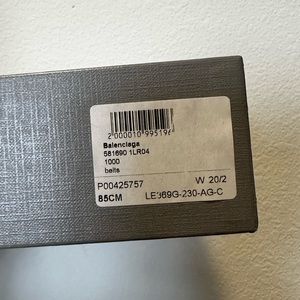 2000010995196
Balenciaga
581690 1LR04
1000
belts
P00425757 W 20/2
85CM LE369G-230-AG-C